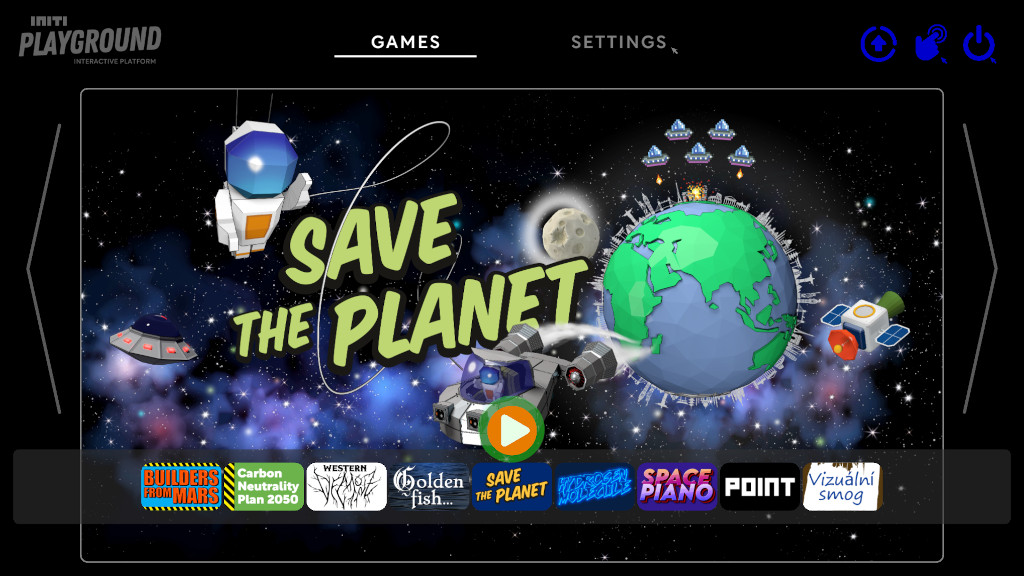 INITI
PLAYGROUND
INTERACTIVE PLATFORM
GAMES
SETTINGS
SAVE
THE PLANET
BUILDERS
FROM MARS
Carbon
Neutrality
Plan 2050
WESTERN
Golden
fish...
SAVE
THE PLANET
SPACE
PIANO
POINT
Vizuální
smog